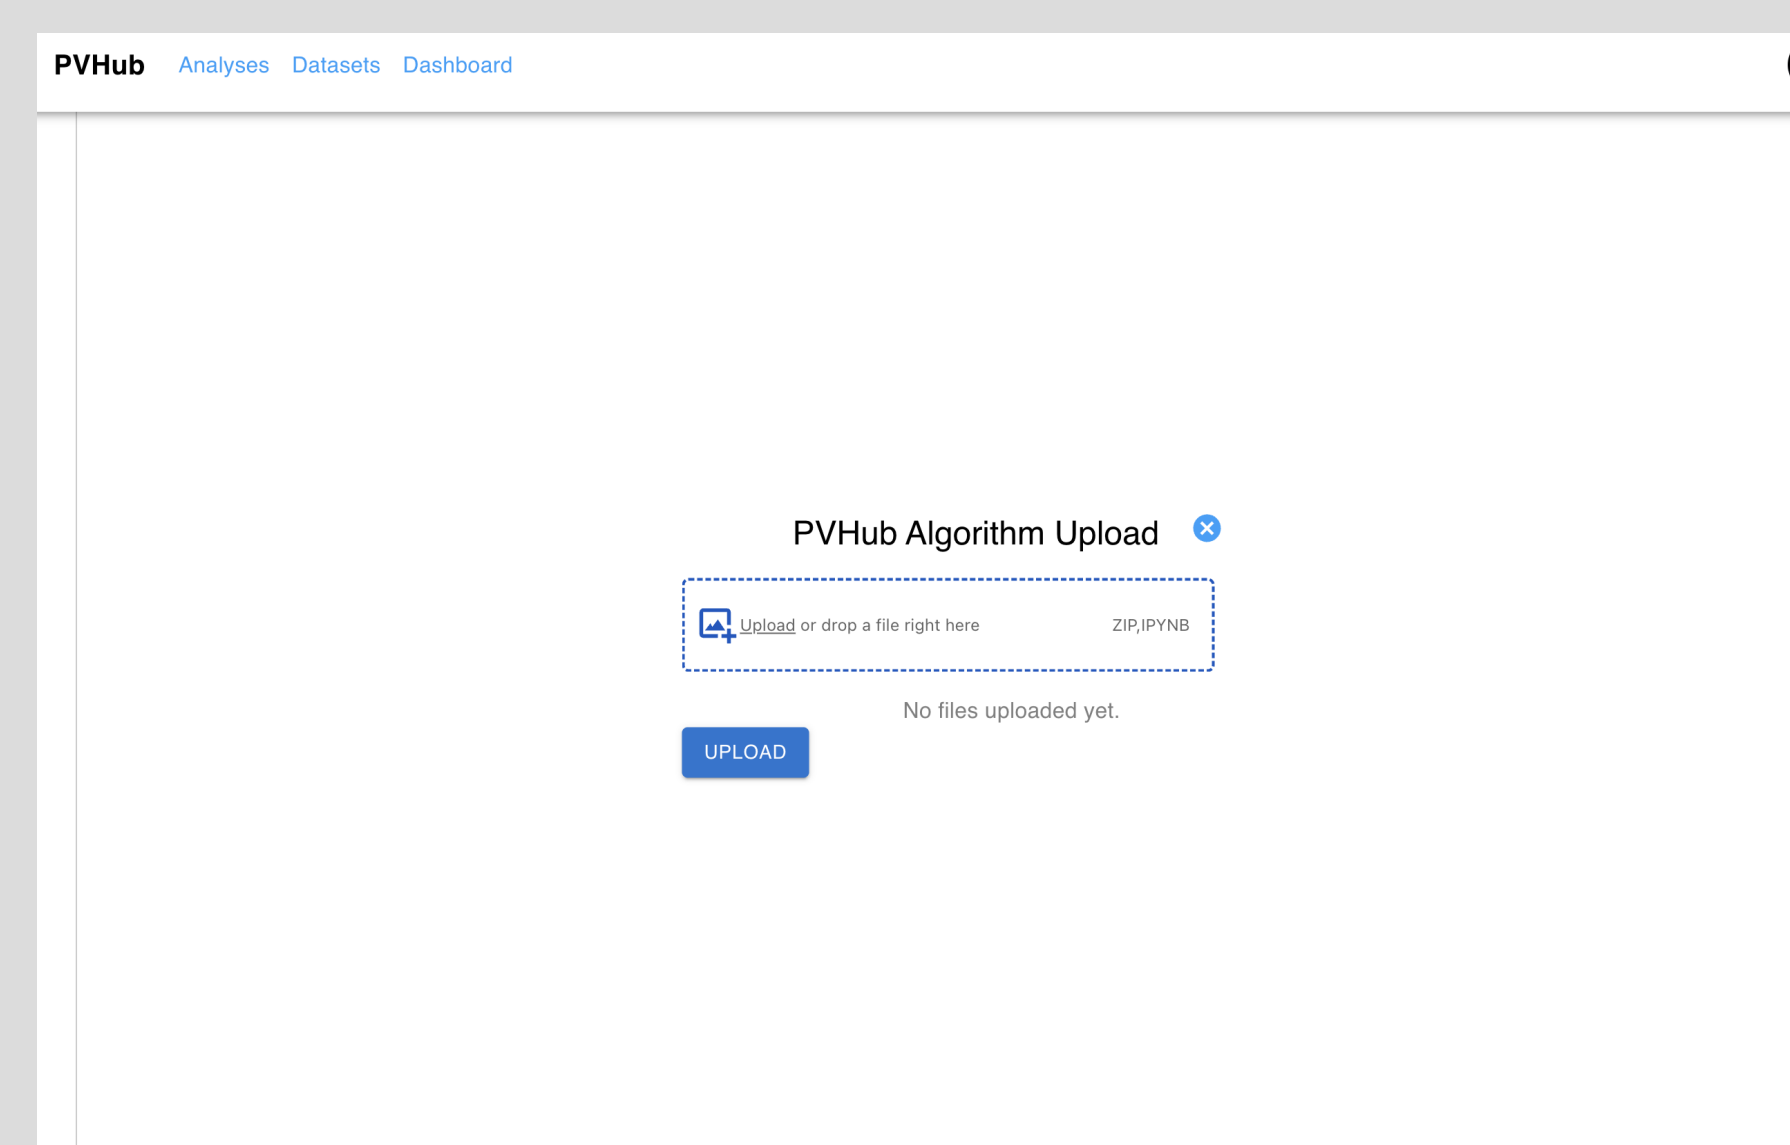 PVHub Analyses Datasets Dashboard
PVHub Algorithm Upload
Upload or drop a file right here ZIP,IPYNB
No files uploaded yet.
UPLOAD